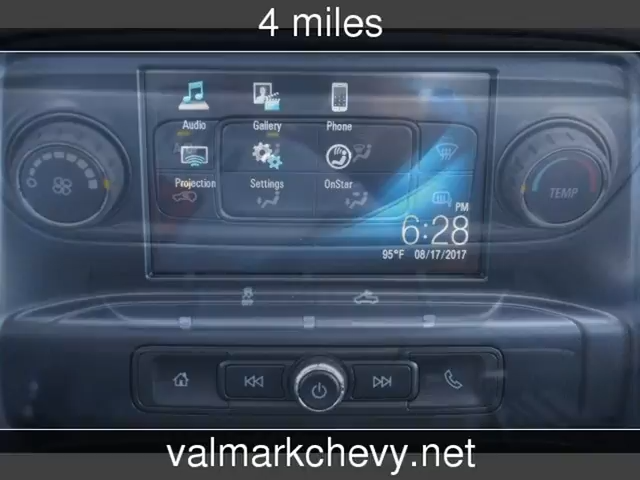 4 miles
Audio Gallery Phone
Projection Settings OnStar
TEMP
PM
6:28
95°F 08/17/2017
valmarkchevy.net